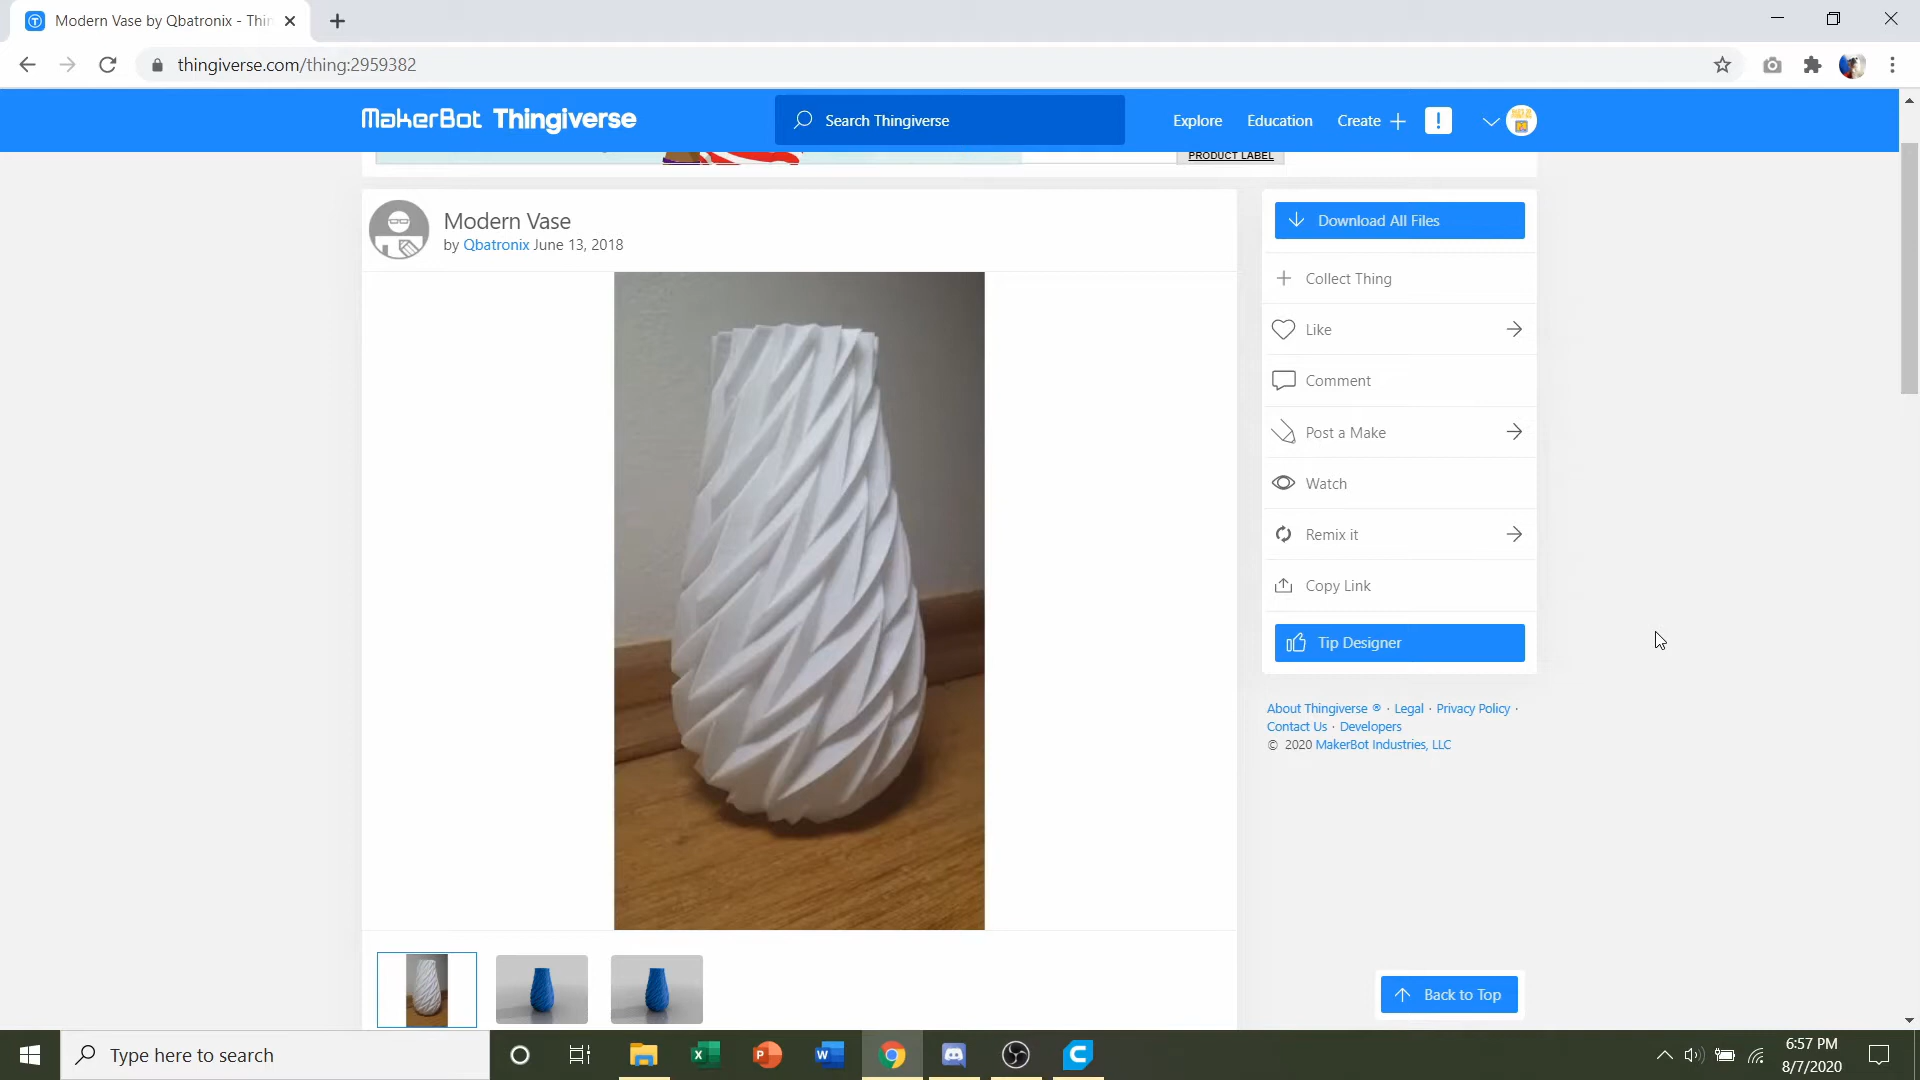 Modern Vase by Qbatronix - Thin
thingiverse.com/thing:2959382
MakerBot Thingiverse
Search Thingiverse
Explore
Education
Create
PRODUCT LABEL
Modern Vase
by Qbatronix June 13, 2018
Download All Files
Collect Thing
Like
Comment
Post a Make
Watch
Remix it
Copy Link
Tip Designer
About Thingiverse ® · Legal · Privacy Policy ·
Contact Us · Developers
© 2020 MakerBot Industries, LLC
Back to Top
Type here to search
6:57 PM
8/7/2020